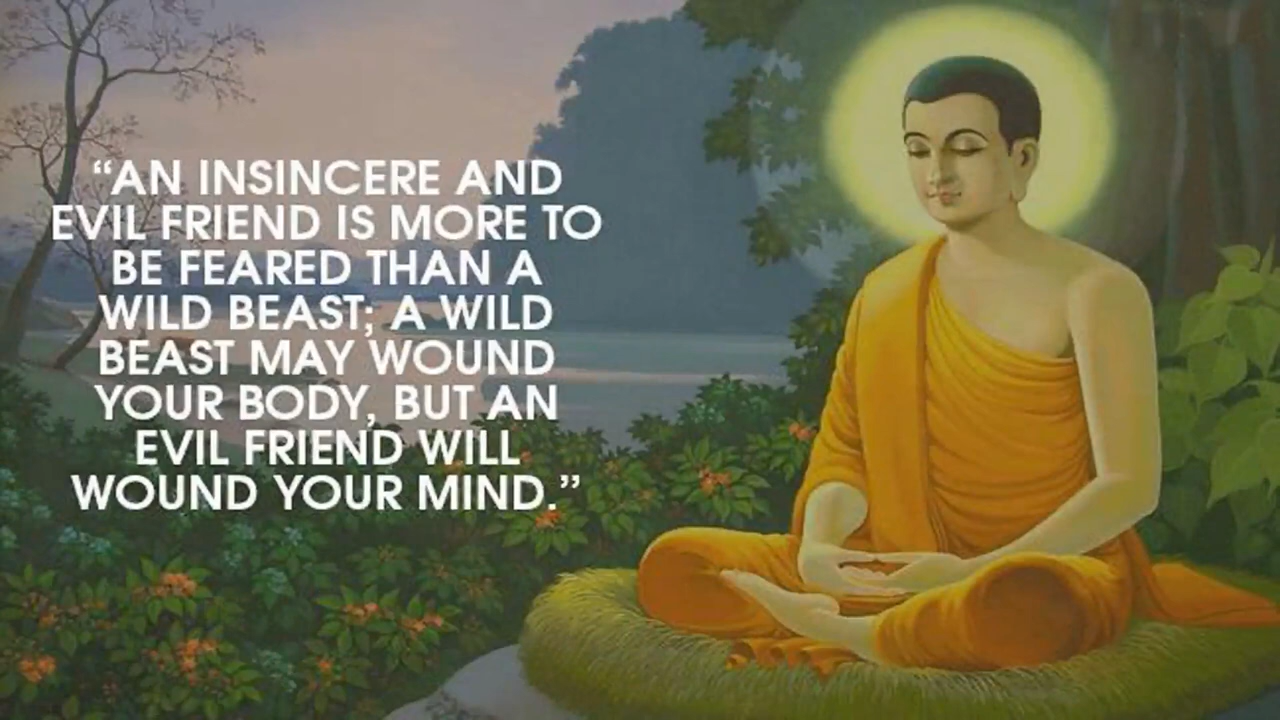 “AN INSINCERE AND
EVIL FRIEND IS MORE TO
BE FEARED THAN A
WILD BEAST; A WILD
BEAST MAY WOUND
YOUR BODY, BUT AN
EVIL FRIEND WILL
WOUND YOUR MIND.”